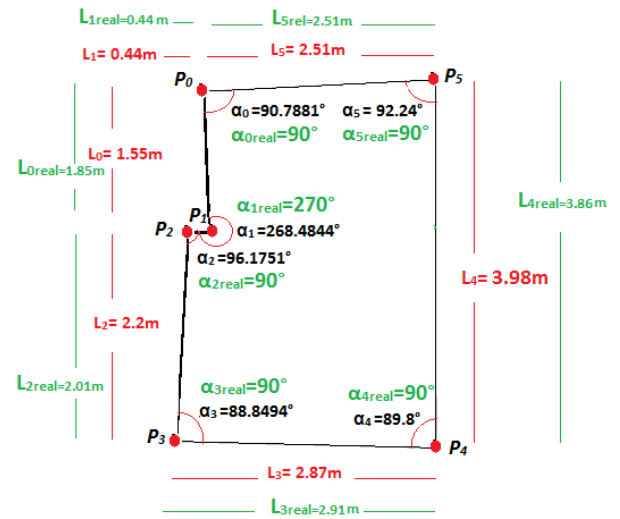 L1real=0.44 m L5rel=2.51m
L1= 0.44m L5= 2.51m
P0 P5
α0=90.7881° α5= 92.24°
α0real=90° α5real=90°
L0= 1.55m
L0real=1.85m
α1real=270° L4real=3.86m
P2 P1 α1=268.4844°
α2=96.1751°
α2real=90° L4= 3.98m
L2= 2.2m
L2real=2.01m
α3real=90° α4real=90°
α3=88.8494° α4=89.8°
P3 P4
L3= 2.87m
L3real=2.91m